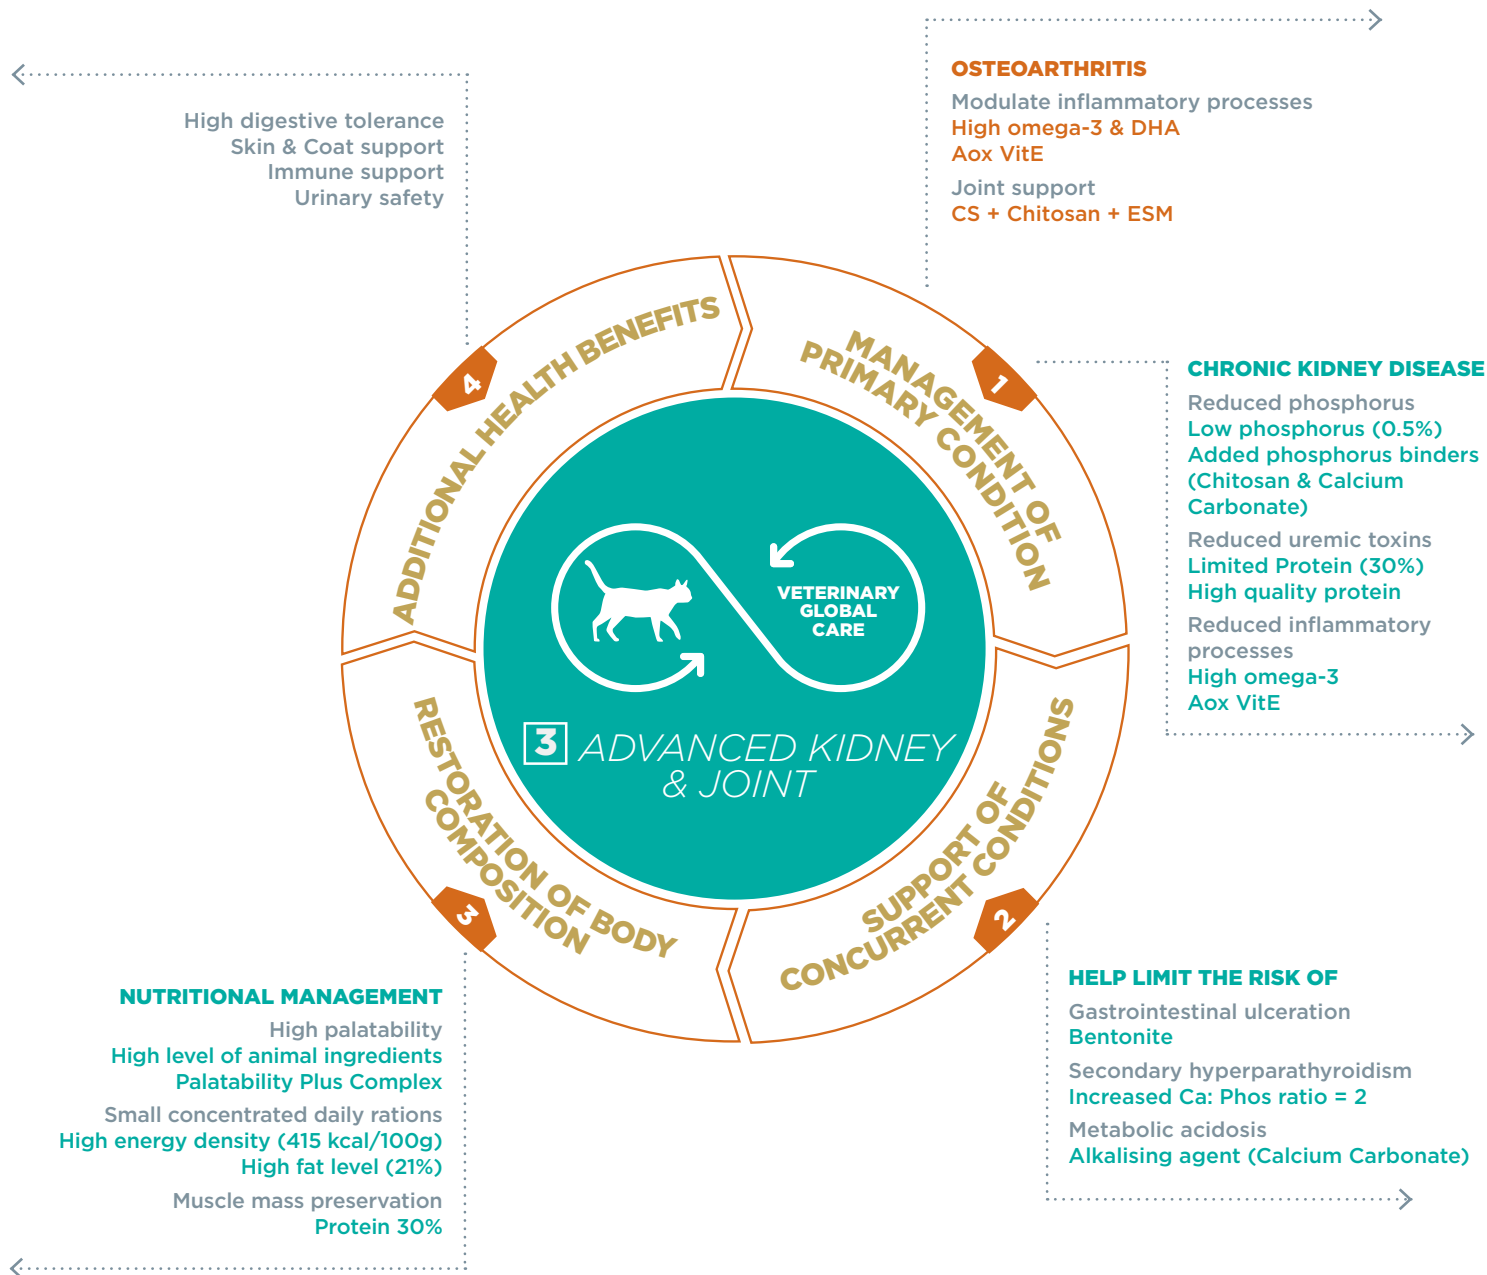 OSTEOARTHRITIS
Modulate inflammatory processes
High omega-3 & DHA
Aox VitE
Joint support
CS + Chitosan + ESM
High digestive tolerance
Skin & Coat support
Immune support
Urinary safety
ADDITIONAL HEALTH BENEFITS
4
MANAGEMENT OF
PRIMARY CONDITION
1
CHRONIC KIDNEY DISEASE
Reduced phosphorus
Low phosphorus (0.5%)
Added phosphorus binders
(Chitosan & Calcium
Carbonate)
Reduced uremic toxins
Limited Protein (30%)
High quality protein
Reduced inflammatory
processes
High omega-3
Aox VitE
VETERINARY
GLOBAL
CARE
3 ADVANCED KIDNEY
& JOINT
RESTORATION OF BODY
COMPOSITION
3
SUPPORT OF
CONCURRENT CONDITIONS
2
NUTRITIONAL MANAGEMENT
High palatability
High level of animal ingredients
Palatability Plus Complex
Small concentrated daily rations
High energy density (415 kcal/100g)
High fat level (21%)
Muscle mass preservation
Protein 30%
HELP LIMIT THE RISK OF
Gastrointestinal ulceration
Bentonite
Secondary hyperparathyroidism
Increased Ca: Phos ratio = 2
Metabolic acidosis
Alkalising agent (Calcium Carbonate)